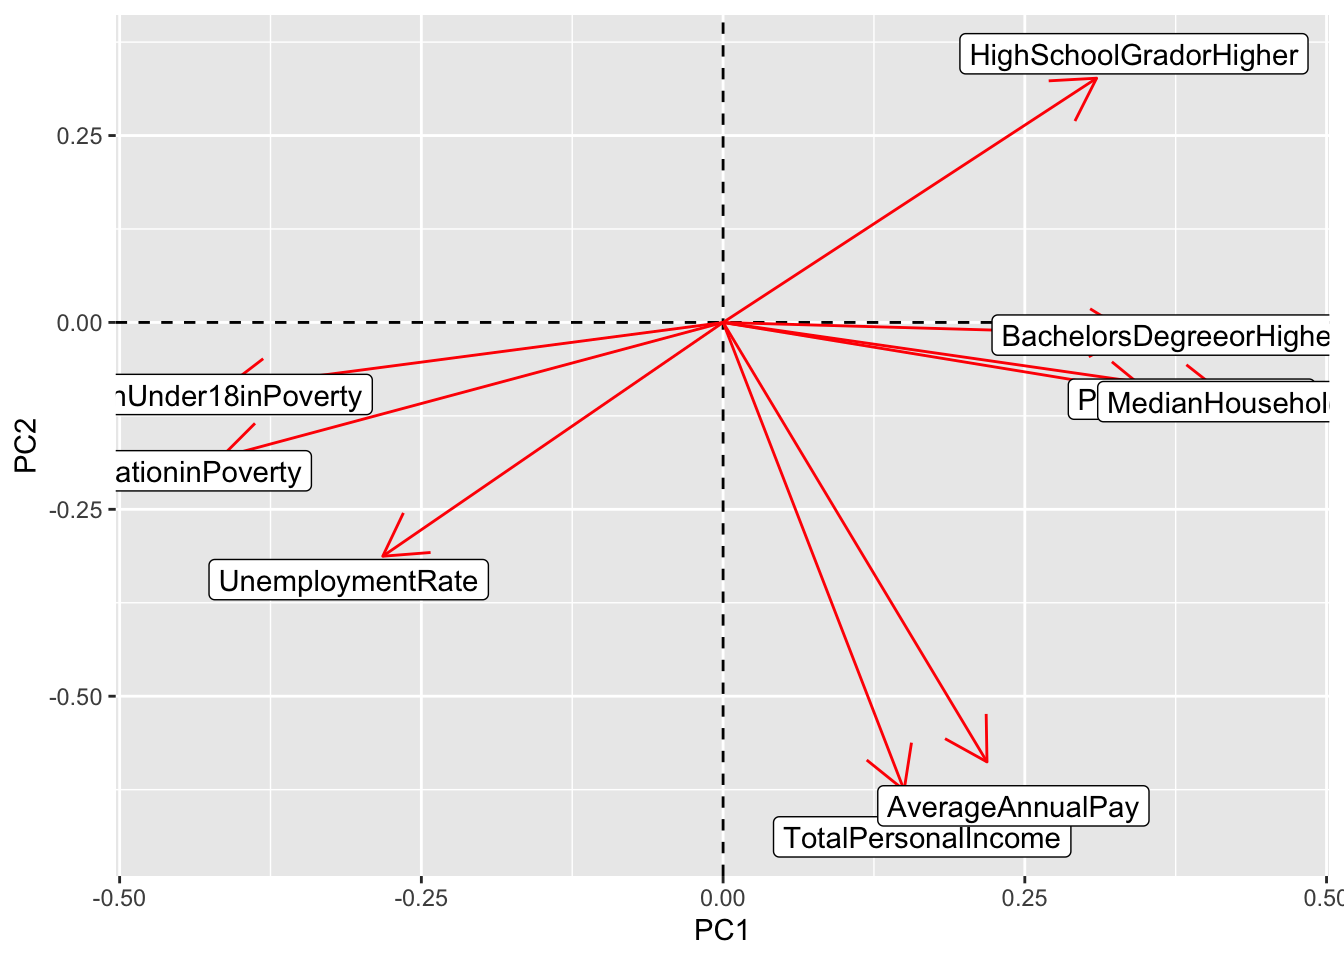 HighSchoolGradorHigher
0.25
0.00
BachelorsDegreeorHighe
nUnder18inPoverty
P
MedianHousehol
ationinPoverty
-0.25
UnemploymentRate
-0.50
AverageAnnualPay
TotalPersonalIncome
-0.50
-0.25
0.00
0.25
0.50
PC1
PC2